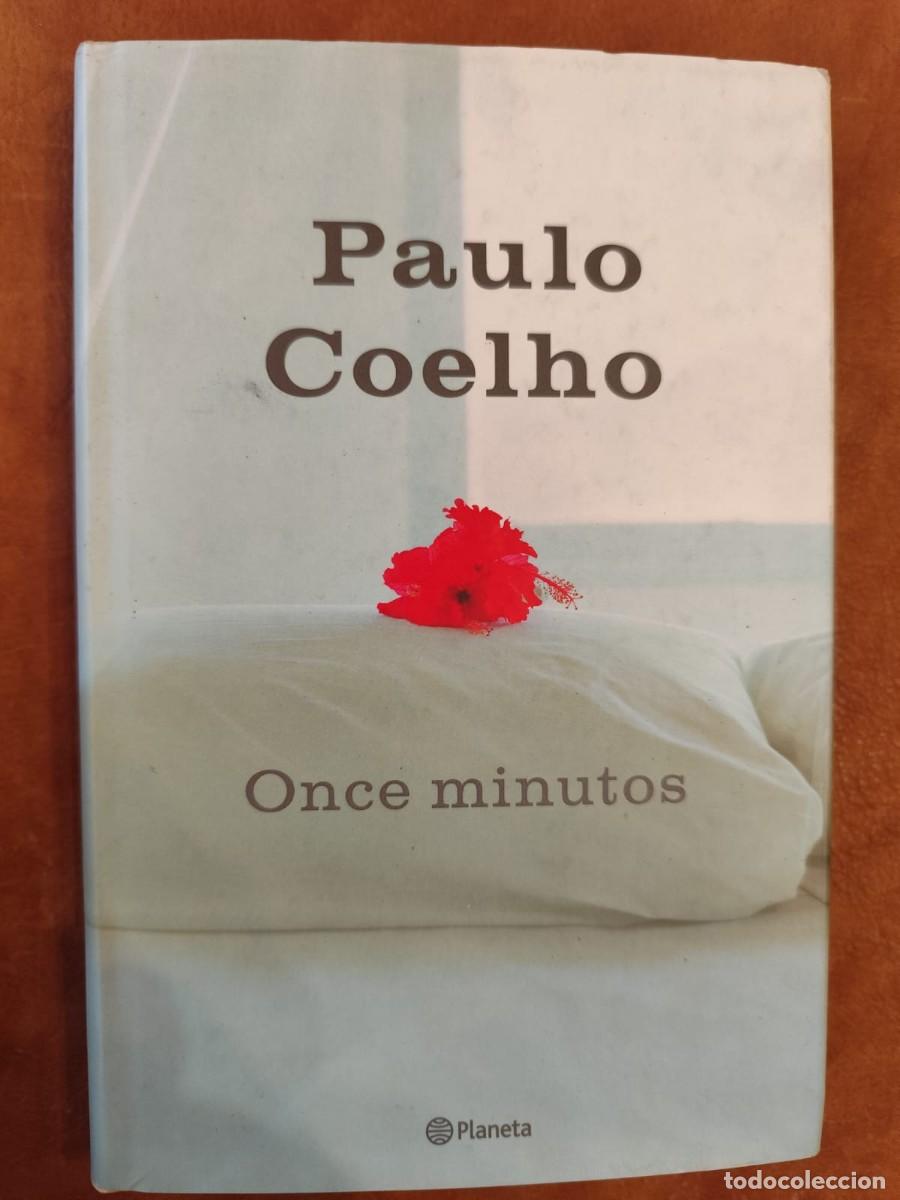 Paulo
Coelho
Once minutos
Planeta
todocoleccion